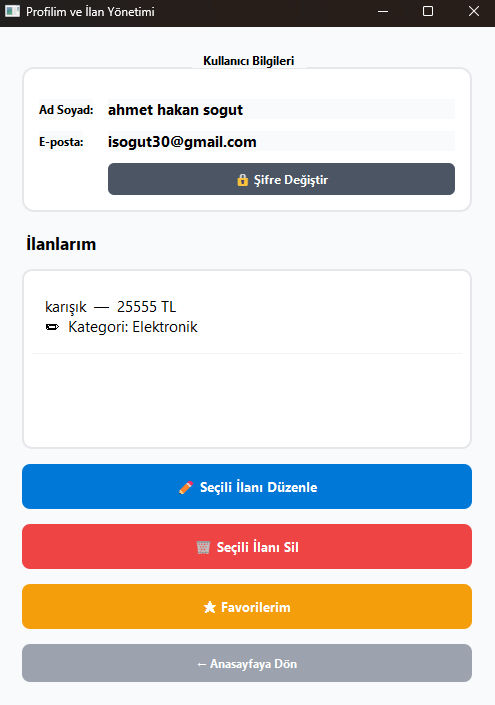 Profilim ve İlan Yönetimi
Kullanıcı Bilgileri
Ad Soyad: ahmet hakan sogut
E-posta: isogut30@gmail.com
Şifre Değiştir
İlanlarım
karışık — 25555 TL
Kategori: Elektronik
Seçili İlanı Düzenle
Seçili İlanı Sil
Favorilerim
← Anasayfaya Dön